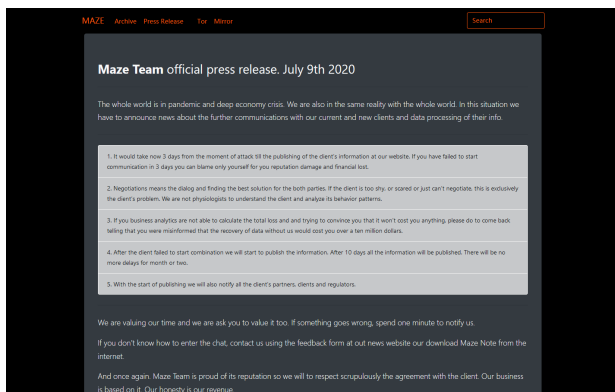 MAZE Archive Press Release Tor Mirror Search
Maze Team official press release. July 9th 2020
The whole world is in pandemic and deep economy crisis. We are also in the same reality with the whole world. In this situation we
have to announce news about the further communications with our current and new clients and data processing of their info.
1. It would take now 3 days from the moment of attack till the publishing of the client's information at our website. If you have failed to start
communication in 3 days you can blame only yourself for you reputation damage and financial lost.
2. Negotiations means the dialog and finding the best solution for the both parties. If the client is too shy, or scared or just can't negotiate, this is exclusively
the client's problem. We are not physiologists to understand the client and analyze its behavior patterns.
3. If you business analytics are not able to calculate the total loss and and trying to convince you that it won't cost you anything, please do to come back
telling that you were misinformed that the recovery of data without us would cost you over a ten million dollars.
4. After the client failed to start combination we will start to publish the information. After 10 days all the information will be published. There will be no
more delays for month or two.
5. With the start of publishing we will also notify all the client's partners, clients and regulators.
We are valuing our time and we are ask you to value it too. If something goes wrong, spend one minute to notify us.
If you don't know how to enter the chat, contact us using the feedback form at out news website our download Maze Note from the
internet.
And once again. Maze Team is proud of its reputation so we will to respect scrupulously the agreement with the client. Our business
is based on it. Our honesty is our revenue.